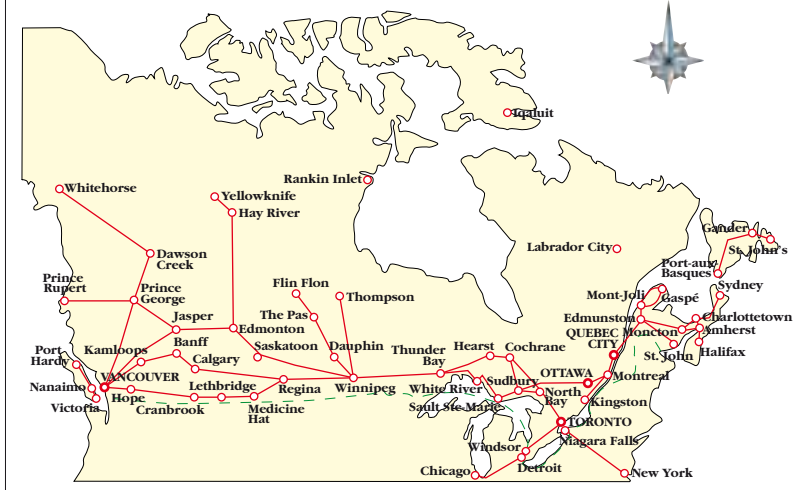 Iqaluit
Rankin Inlet
Whitehorse
Yellowknife
Hay River
Gander
St. John's
Labrador City
Dawson
Creek
Port-aux
Basques
Prince
Rupert
Prince
George
Flin Flon
Thompson
Sydney
Mont-Joli
Gaspé
The Pas
Jasper
Edmonton
Edmunston
Charlottetown
Amherst
QUEBEC
CITY
Moncton
Banff
Kamloops
Saskatoon
Dauphin
Thunder
Bay
Hearst
Cochrane
St. John
Halifax
Port
Hardy
Calgary
VANCOUVER
OTTAWA
Montreal
Nanaimo
Lethbridge
Regina
Winnipeg
White River
Sudbury
North
Bay
Hope
Victoria
Cranbrook
Medicine
Hat
Sault Ste-Marie
Kingston
TORONTO
Niagara Falls
Windsor
Detroit
Chicago
New York